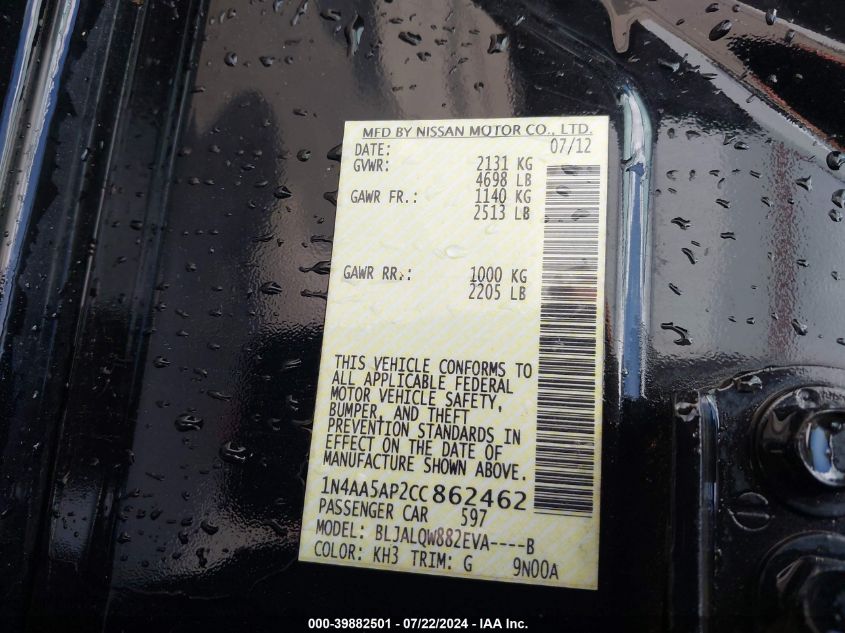 MFD BY NISSAN MOTOR CO., LTD.
DATE: 07/12
GVWR: 2131 KG
4698 LB
GAWR FR.: 1140 KG
2513 LB
GAWR RR.: 1000 KG
2205 LB
THIS VEHICLE CONFORMS TO
ALL APPLICABLE FEDERAL
MOTOR VEHICLE SAFETY,
BUMPER, AND THEFT
PREVENTION STANDARDS IN
EFFECT ON THE DATE OF
MANUFACTURE SHOWN ABOVE.
1N4AA5AP2CC862462
PASSENGER CAR 597
MODEL: BLJALQW882EVA----B
COLOR: KH3 TRIM: G 9N00A
000-39882501 - 07/22/2024 - IAA Inc.